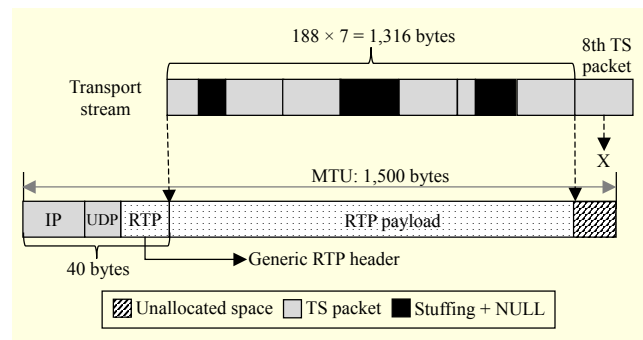 188 × 7 = 1,316 bytes
8th TS
packet
Transport
stream
X
MTU: 1,500 bytes
IP
UDP
RTP
RTP payload
40 bytes
Generic RTP header
Unallocated space
TS packet
Stuffing + NULL